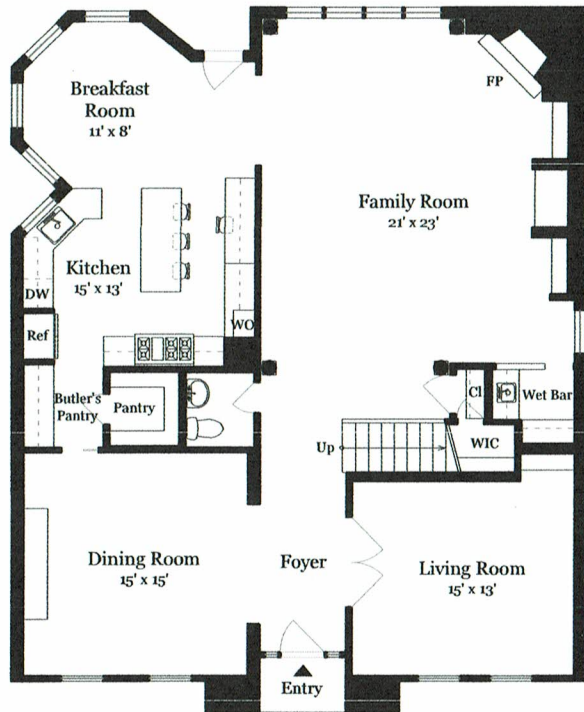 Breakfast
Room
11' x 8'
FP
Family Room
21' x 23'
Kitchen
15' x 13'
DW
WO
Ref
Butler's
Pantry
Pantry
Cl
Wet Bar
Up
WIC
Dining Room
15' x 15'
Foyer
Living Room
15' x 13'
Entry